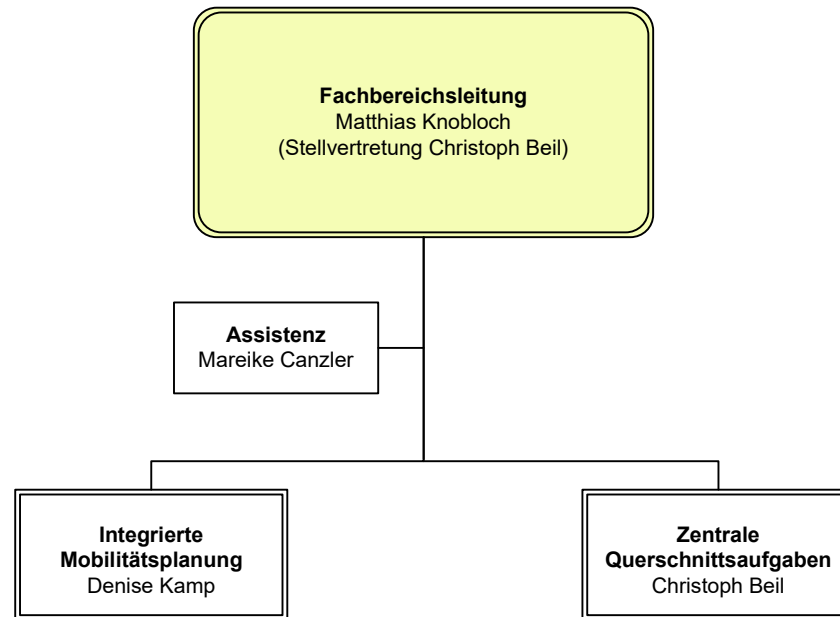 Fachbereichsleitung
Matthias Knobloch
(Stellvertretung Christoph Beil)
Assistenz
Mareike Canzler
Integrierte
Mobilitätsplanung
Denise Kamp
Zentrale
Querschnittsaufgaben
Christoph Beil